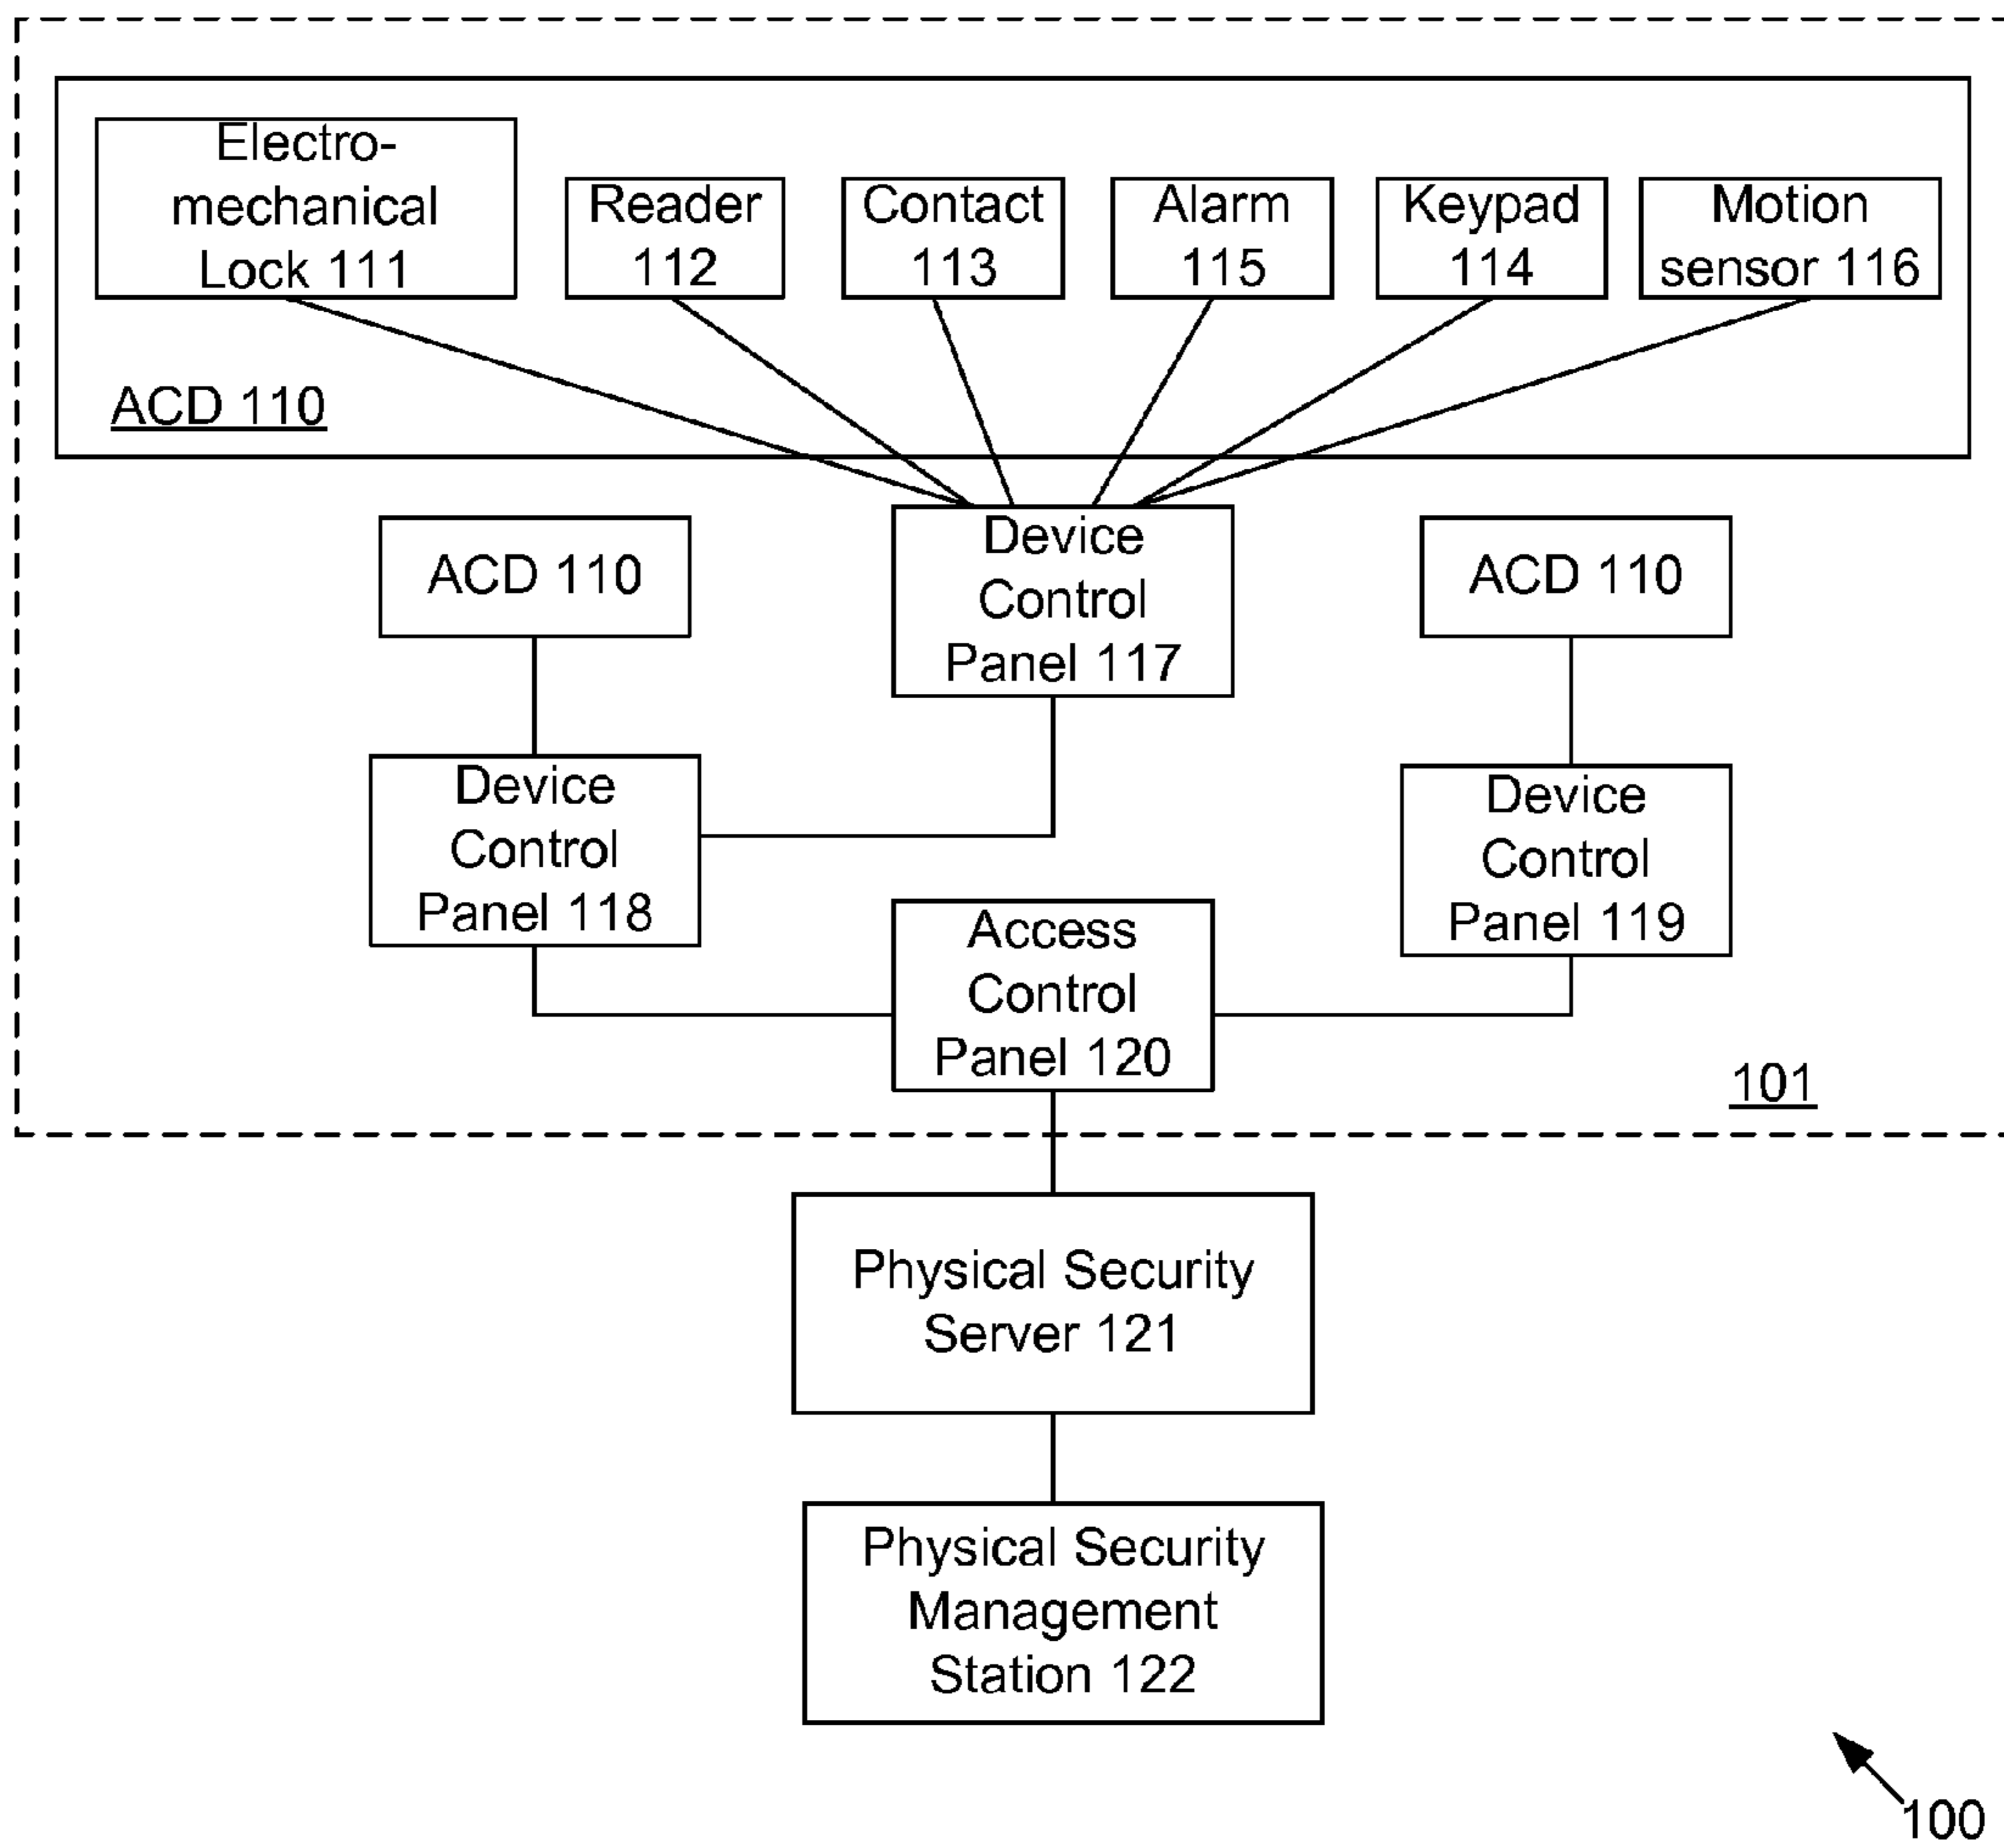 Electro-
mechanical
Lock 111
Reader
112
Contact
113
Alarm
115
Keypad
114
Motion
sensor 116
ACD 110
ACD 110
Device
Control
Panel 117
ACD 110
Device
Control
Panel 118
Device
Control
Panel 119
Access
Control
Panel 120
101
Physical Security
Server 121
Physical Security
Management
Station 122
100